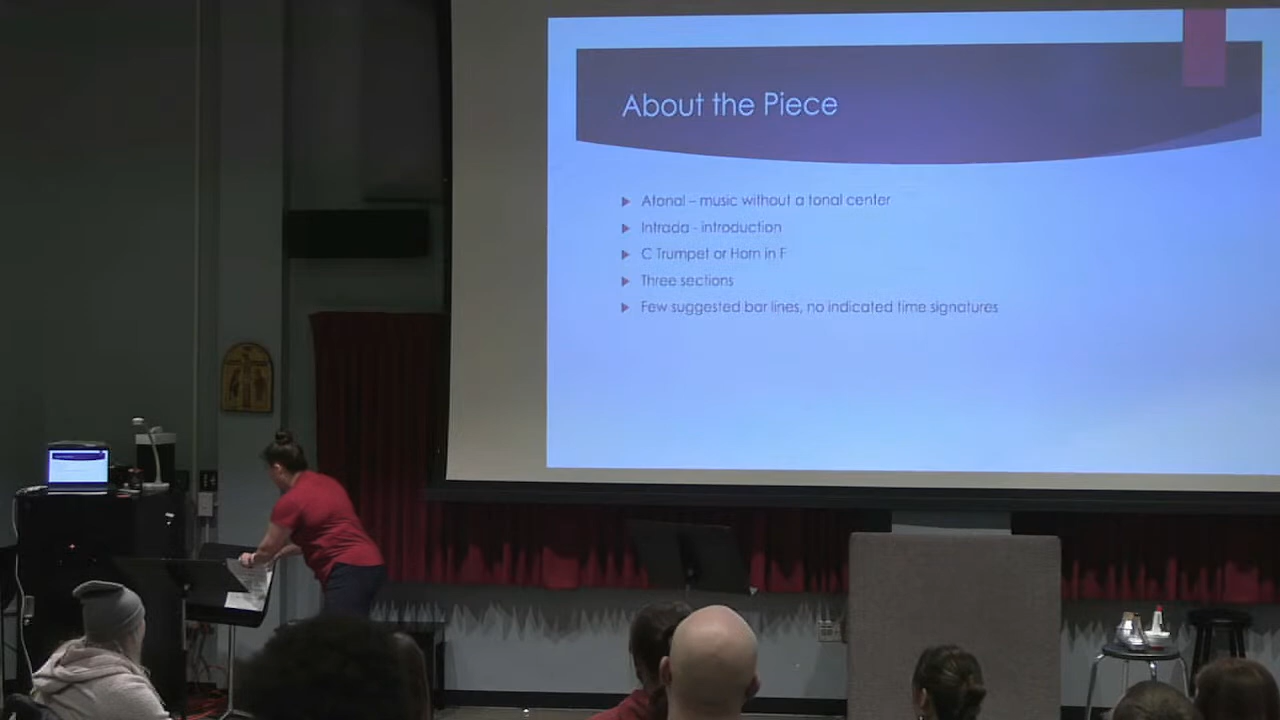 About the Piece
Atonal – music without a tonal center
Intrada - introduction
C Trumpet or Horn in F
Three sections
Few suggested bar lines, no indicated time signatures